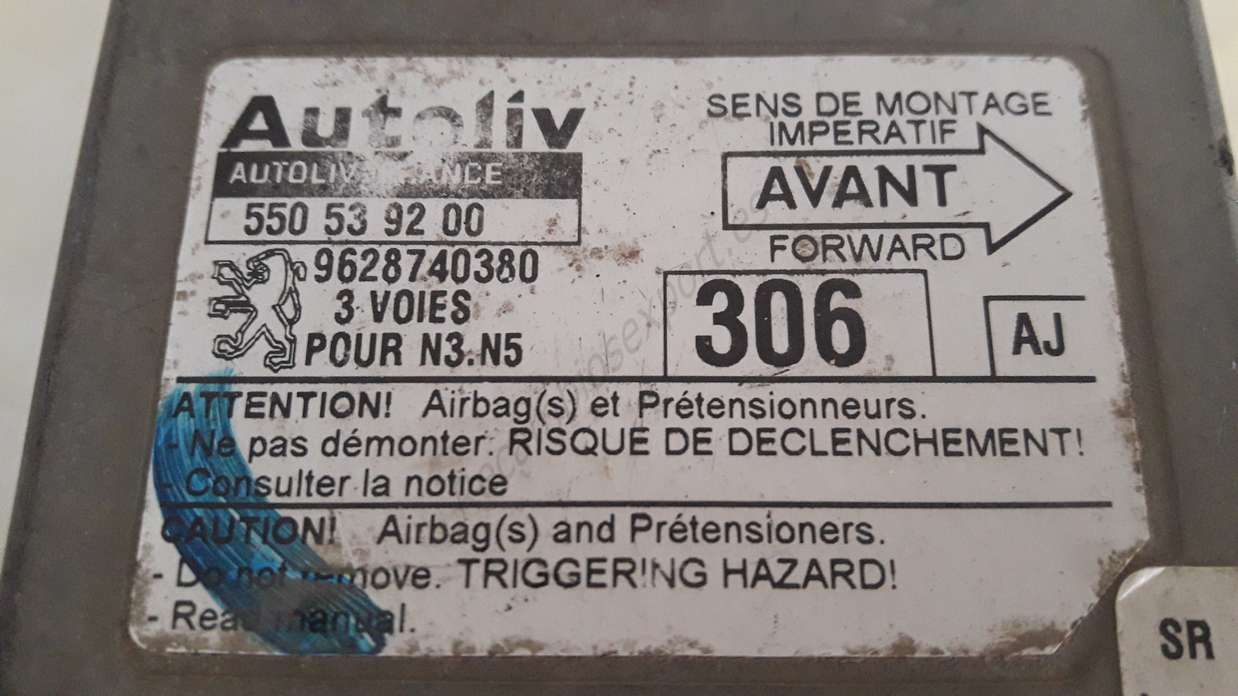 Autoliv
AUTOLIV FRANCE
550 53 92 00
9628740380
3 VOIES
POUR N3.N5
SENS DE MONTAGE
IMPERATIF
AVANT
FORWARD
306
AJ
ATTENTION! Airbag(s) et Prétensionneurs.
- Ne pas démonter: RISQUE DE DECLENCHEMENT!
- Consulter la notice
CAUTION! Airbag(s) and Prétensioners.
- Do not remove. TRIGGERING HAZARD!
- Read manual.
SR